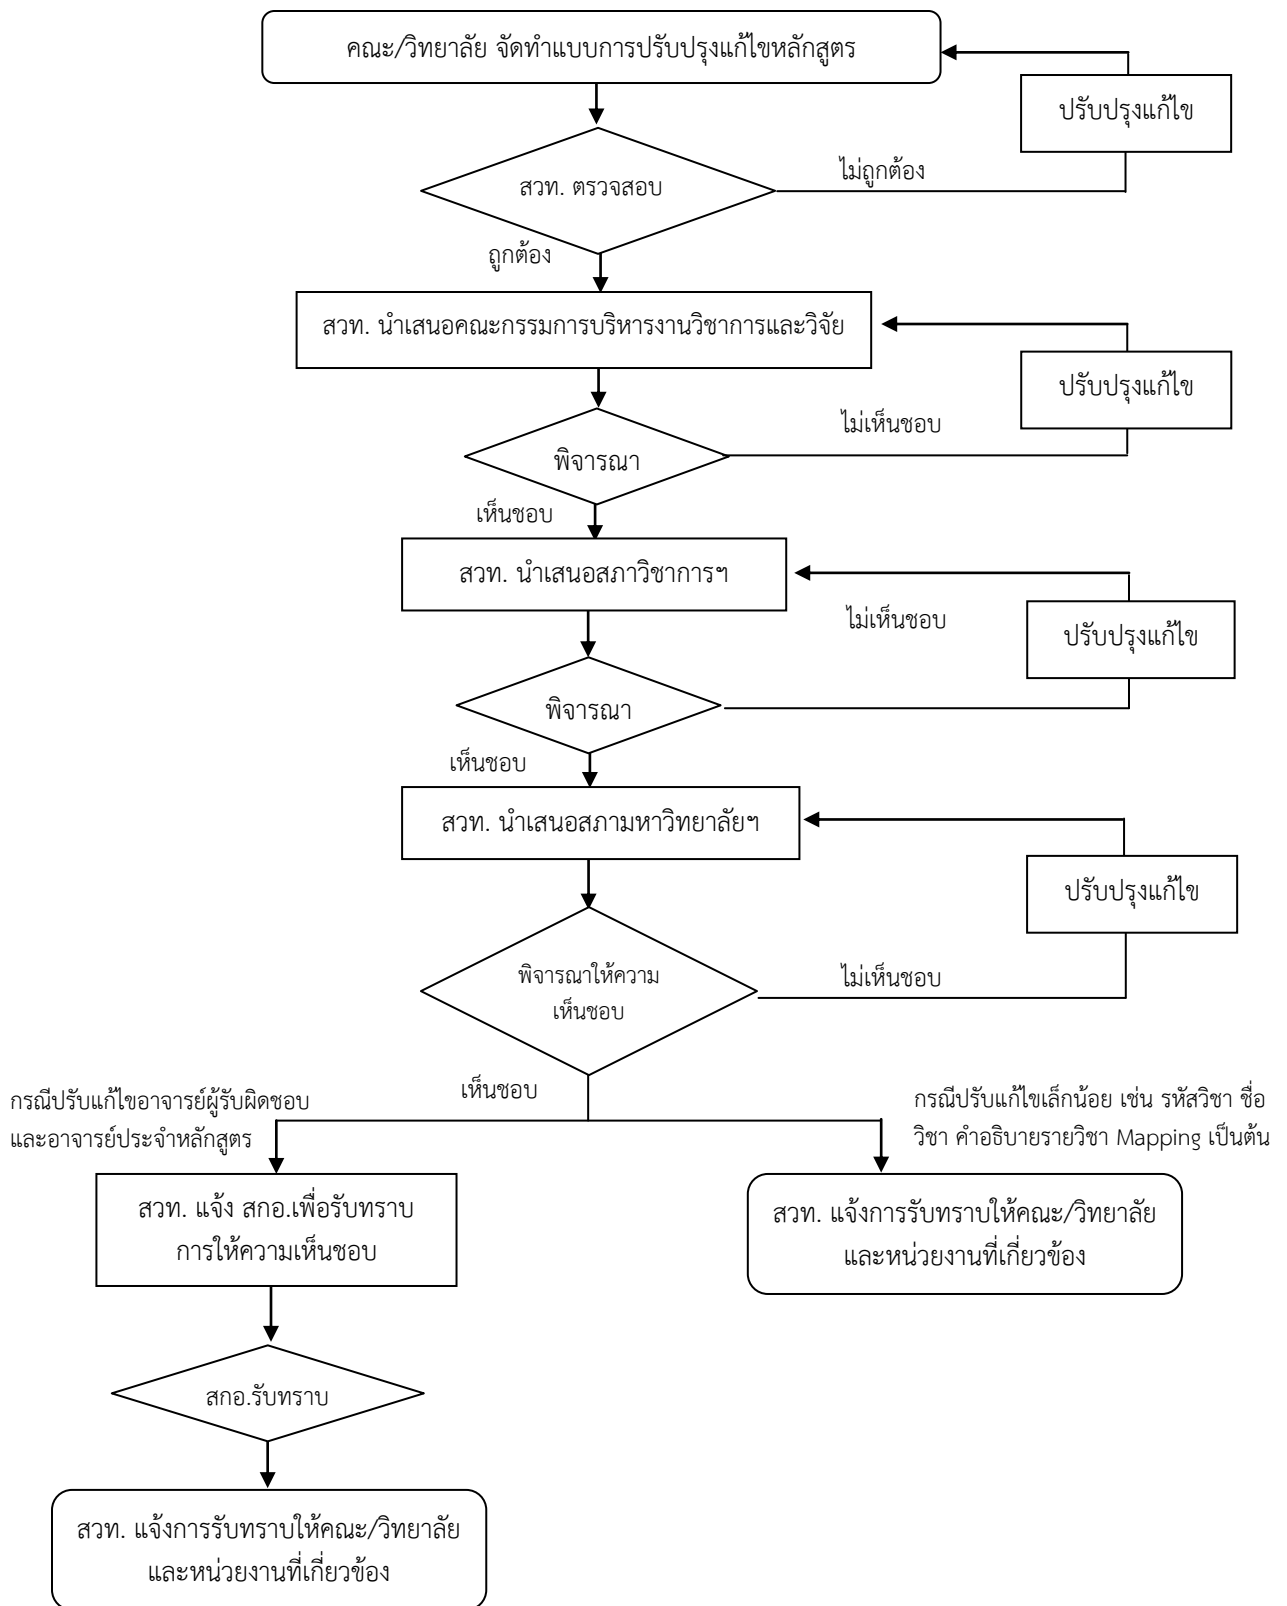 คณะ/วิทยาลัย จัดทำแบบการปรับปรุงแก้ไขหลักสูตร
ปรับปรุงแก้ไข
ไม่ถูกต้อง
สวท. ตรวจสอบ
ถูกต้อง
สวท. นำเสนอคณะกรรมการบริหารงานวิชาการและวิจัย
ปรับปรุงแก้ไข
ไม่เห็นชอบ
พิจารณา
เห็นชอบ
สวท. นำเสนอสภาวิชาการฯ
ไม่เห็นชอบ
ปรับปรุงแก้ไข
พิจารณา
เห็นชอบ
สวท. นำเสนอสภามหาวิทยาลัยฯ
ปรับปรุงแก้ไข
พิจารณาให้ความ
เห็นชอบ
ไม่เห็นชอบ
เห็นชอบ
กรณีปรับแก้ไขอาจารย์ผู้รับผิดชอบ
และอาจารย์ประจำหลักสูตร
กรณีปรับแก้ไขเล็กน้อย เช่น รหัสวิชา ชื่อ
วิชา คำอธิบายรายวิชา Mapping เป็นต้น
สวท. แจ้ง สกอ.เพื่อรับทราบ
การให้ความเห็นชอบ
สวท. แจ้งการรับทราบให้คณะ/วิทยาลัย
และหน่วยงานที่เกี่ยวข้อง
สกอ.รับทราบ
สวท. แจ้งการรับทราบให้คณะ/วิทยาลัย
และหน่วยงานที่เกี่ยวข้อง